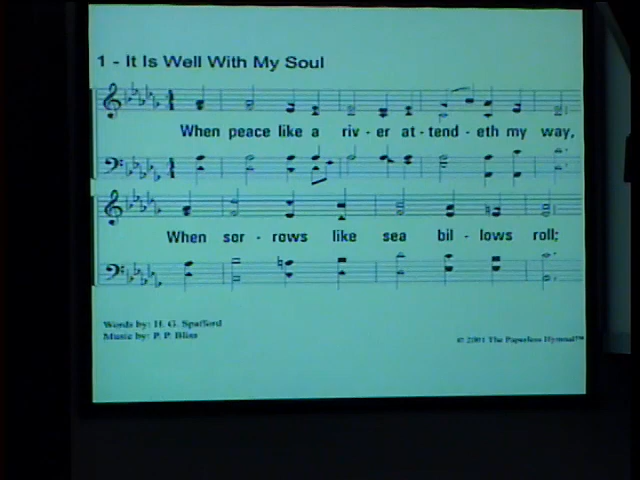 1 - It Is Well With My Soul
When peace like a riv - er at - tend - eth my way,
When sor - rows like sea bil - lows roll;
Words by: H. G. Spafford
Music by: P. P. Bliss
© 2001 The Paperless Hymnal™